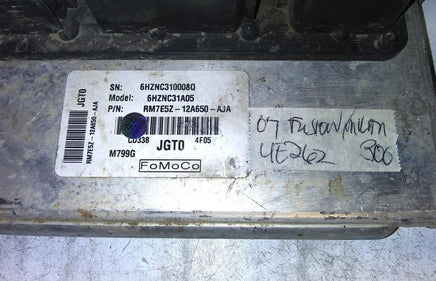 JGT0
RM7E5Z-12A650-AJA
SN: 6HZNC310008Q
Model: 6HZNC31A05
P/N: RM7E5Z-12A650-AJA
CD338 4F05
JGT0
M799G
FoMoCo
07 Fusion/Milan
4E262 306